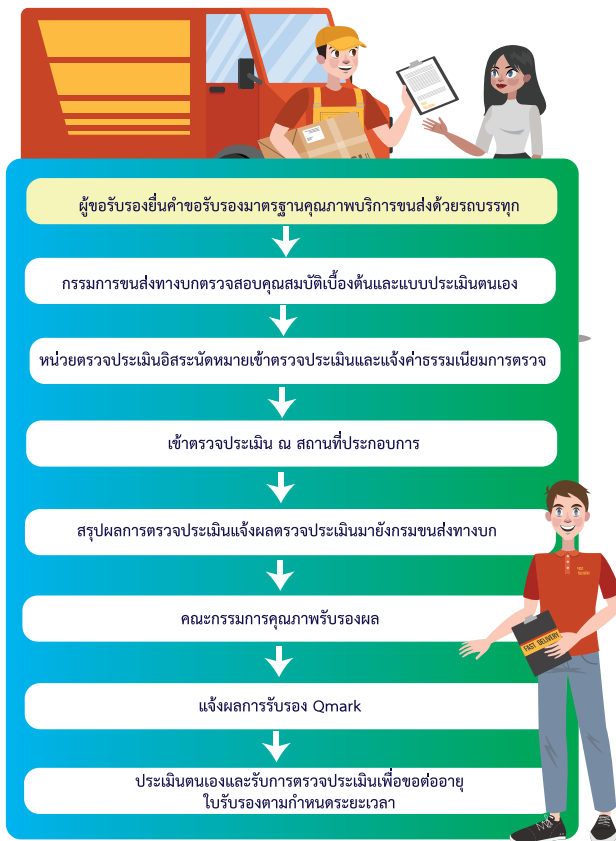 ผู้ขอรับรองยื่นคำขอรับรองมาตรฐานคุณภาพบริการขนส่งด้วยรถบรรทุก
กรรมการขนส่งทางบกตรวจสอบคุณสมบัติเบื้องต้นและแบบประเมินตนเอง
หน่วยตรวจประเมินอิสระนัดหมายเข้าตรวจประเมินและแจ้งค่าธรรมเนียมการตรวจ
เข้าตรวจประเมิน ณ สถานที่ประกอบการ
สรุปผลการตรวจประเมินแจ้งผลตรวจประเมินมายังกรมขนส่งทางบก
คณะกรรมการคุณภาพรับรองผล
FAST DELIVERY
แจ้งผลการรับรอง Qmark
ประเมินตนเองและรับการตรวจประเมินเพื่อขอต่ออายุ
ใบรับรองตามกำหนดระยะเวลา